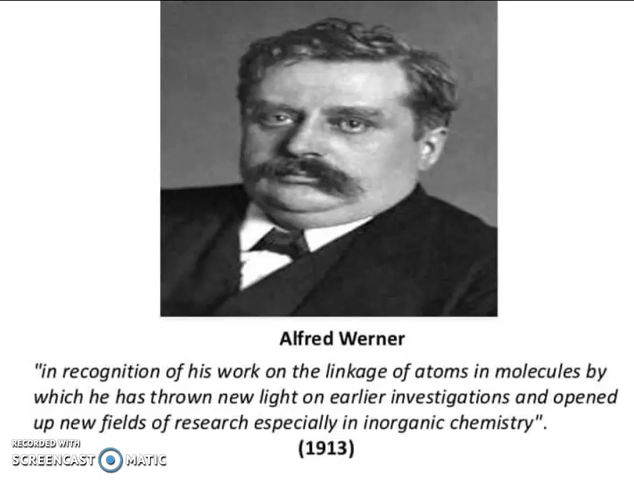 Alfred Werner
"in recognition of his work on the linkage of atoms in molecules by
which he has thrown new light on earlier investigations and opened
up new fields of research especially in inorganic chemistry".
(1913)
RECORDED WITH
SCREENCAST MATIC